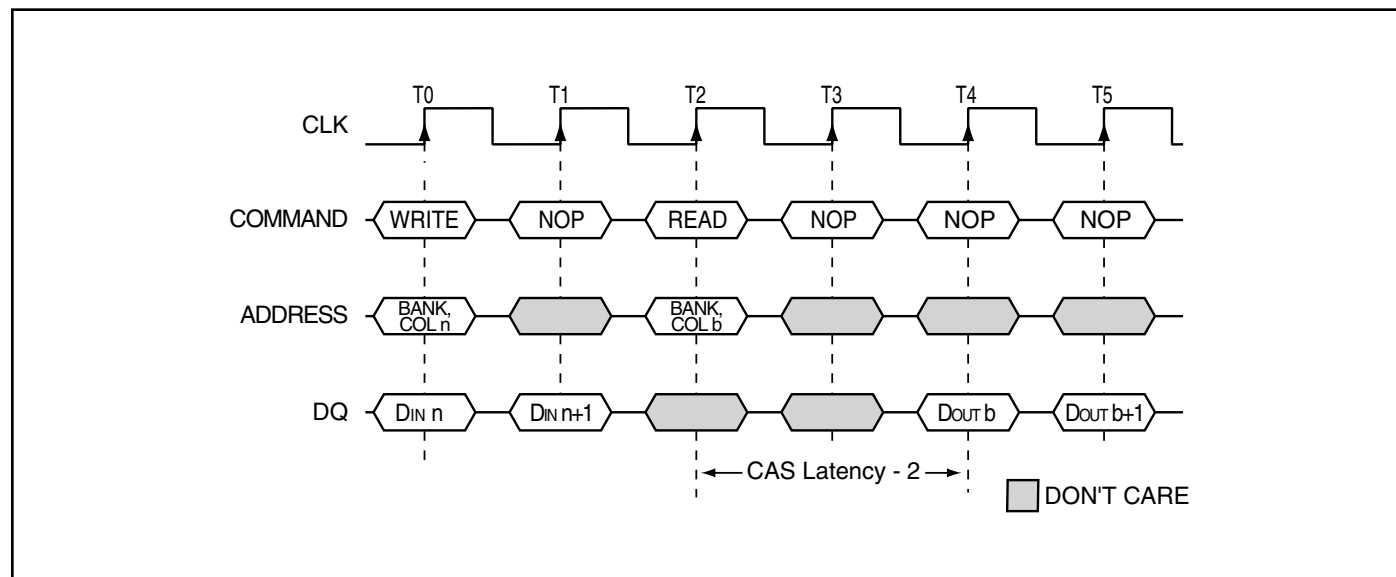 T0 T1 T2 T3 T4 T5
CLK
COMMAND WRITE NOP READ NOP NOP NOP
ADDRESS BANK, COL n BANK, COL b
DQ DIN n DIN n+1 DOUT b DOUT b+1
CAS Latency - 2
DON'T CARE